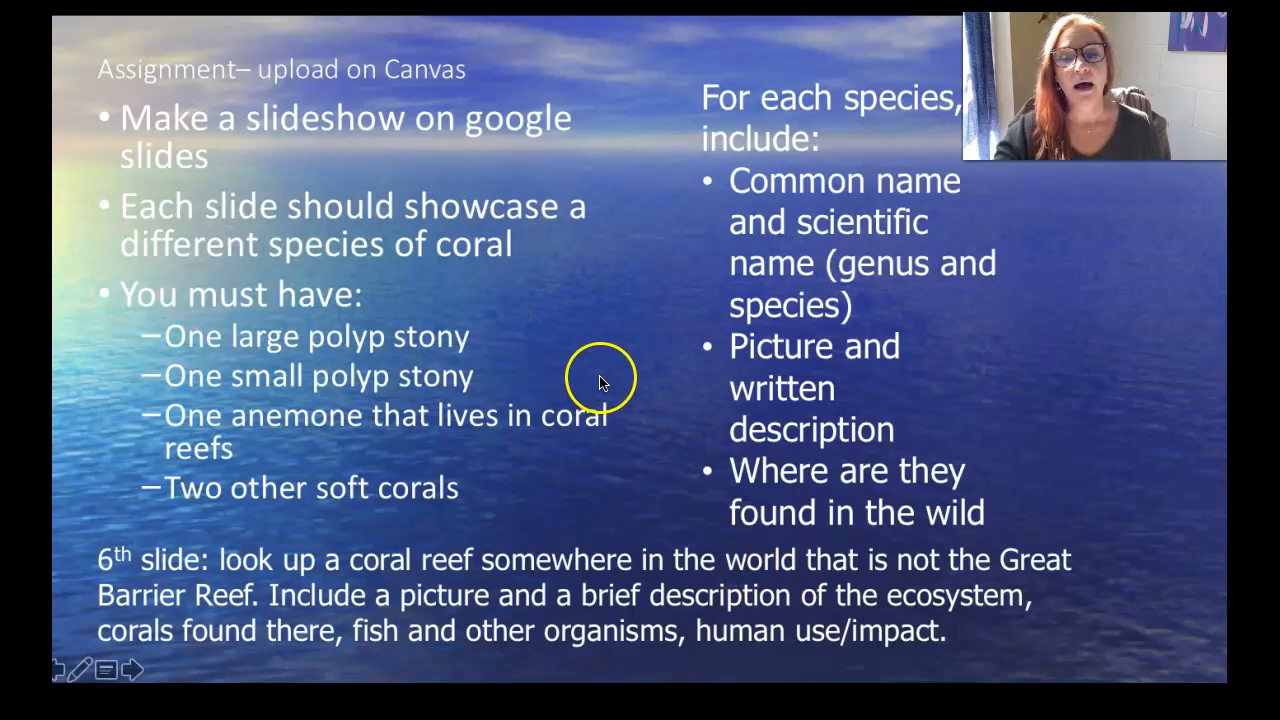 Assignment– upload on Canvas
• Make a slideshow on google
slides
• Each slide should showcase a
different species of coral
• You must have:
–One large polyp stony
–One small polyp stony
–One anemone that lives in coral
reefs
–Two other soft corals
For each species,
include:
• Common name
and scientific
name (genus and
species)
• Picture and
written
description
• Where are they
found in the wild
6th slide: look up a coral reef somewhere in the world that is not the Great
Barrier Reef. Include a picture and a brief description of the ecosystem,
corals found there, fish and other organisms, human use/impact.